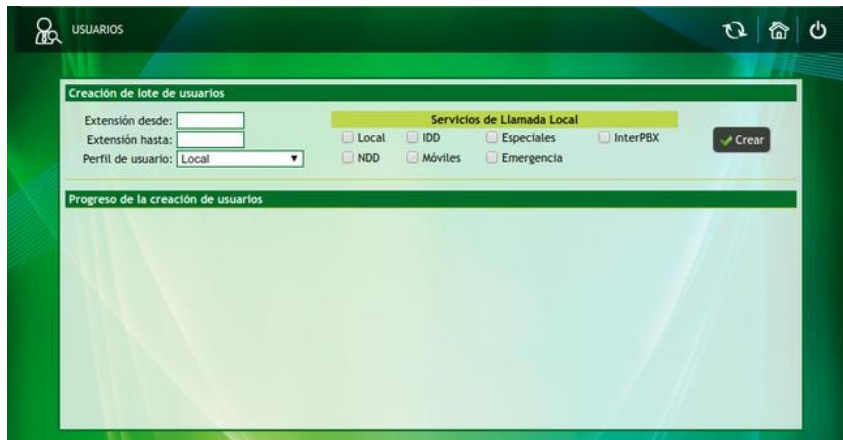 USUARIOS
Creación de lote de usuarios
Extensión desde:
Extensión hasta:
Perfil de usuario: Local
Servicios de Llamada Local
Local IDD Especiales InterPBX
NDD Móviles Emergencia
Crear
Progreso de la creación de usuarios